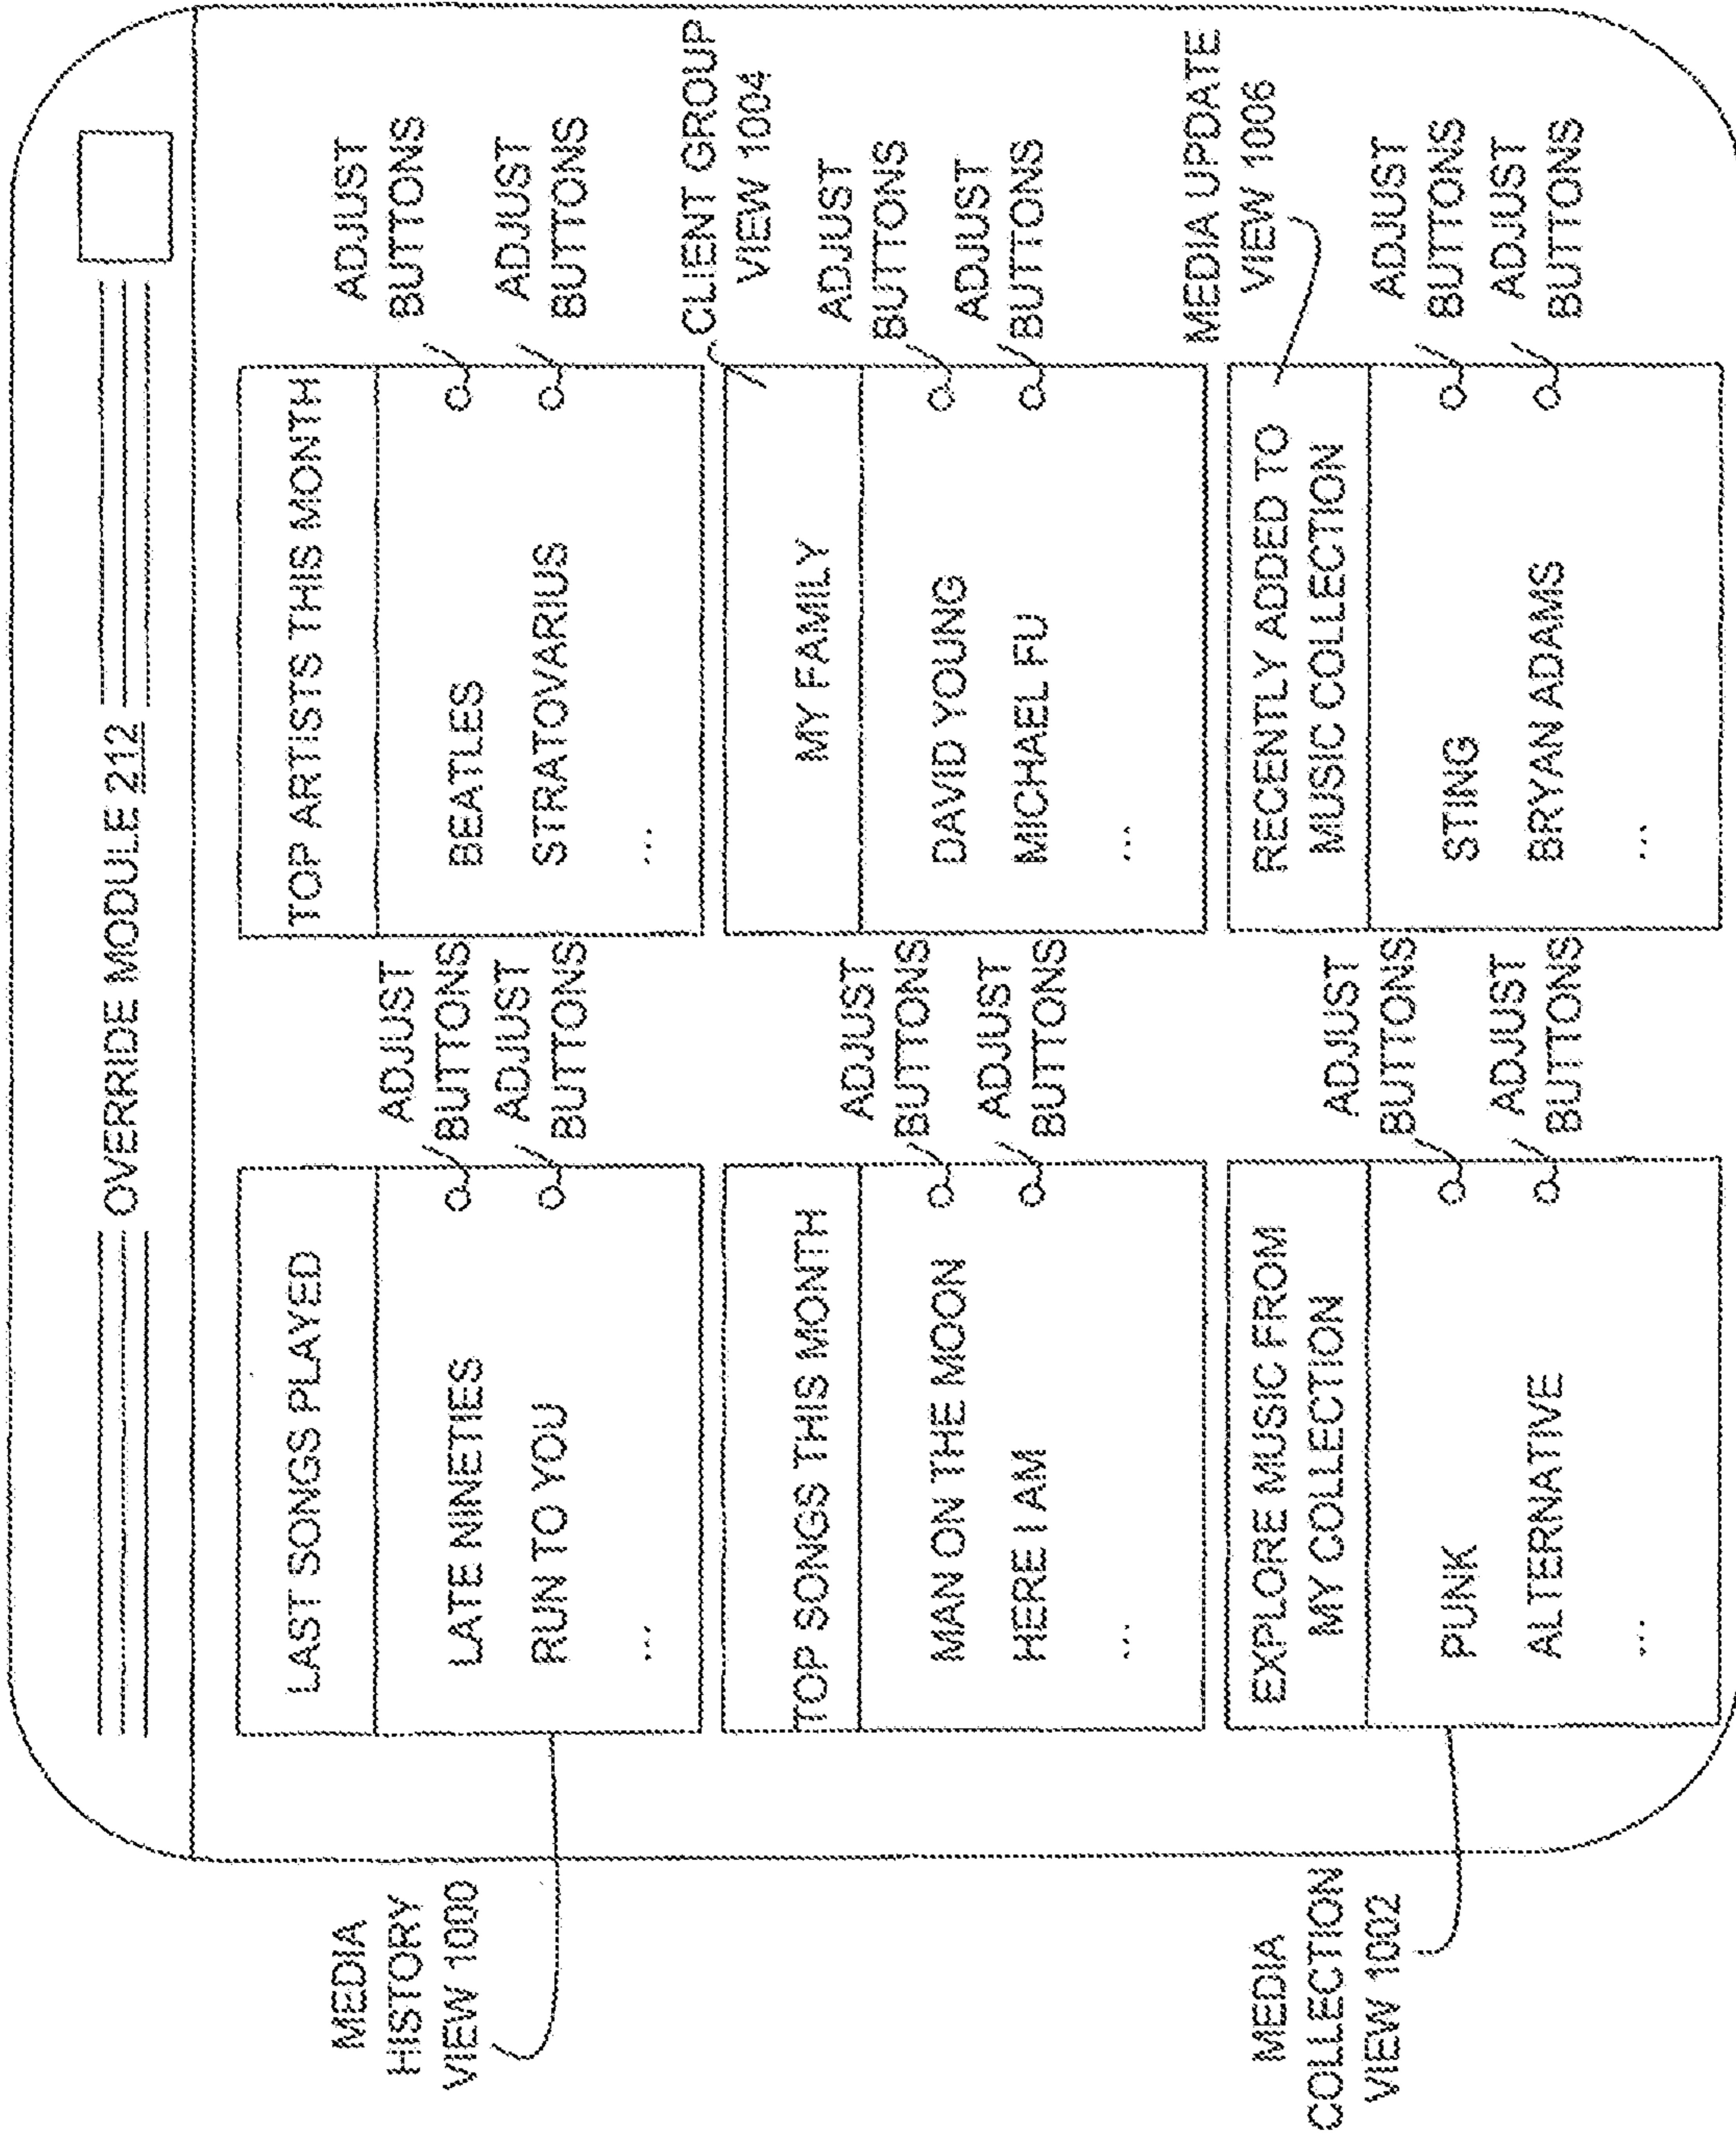 OVERRIDE MODULE 212
MEDIA
HISTORY
VIEW 1000
LAST SONGS PLAYED
LATE NINETIES
RUN TO YOU
...
ADJUST
BUTTONS
ADJUST
BUTTONS
TOP ARTISTS THIS MONTH
BEATLES
STRATOVARIUS
...
ADJUST
BUTTONS
ADJUST
BUTTONS
TOP SONGS THIS MONTH
MAN ON THE MOON
HERE I AM
...
ADJUST
BUTTONS
ADJUST
BUTTONS
CLIENT GROUP
VIEW 1004
MY FAMILY
DAVID YOUNG
MICHAEL FU
...
ADJUST
BUTTONS
ADJUST
BUTTONS
MEDIA
COLLECTION
VIEW 1002
EXPLORE MUSIC FROM
MY COLLECTION
PUNK
ALTERNATIVE
...
ADJUST
BUTTONS
ADJUST
BUTTONS
MEDIA UPDATE
VIEW 1006
RECENTLY ADDED TO
MUSIC COLLECTION
STING
BRYAN ADAMS
...
ADJUST
BUTTONS
ADJUST
BUTTONS